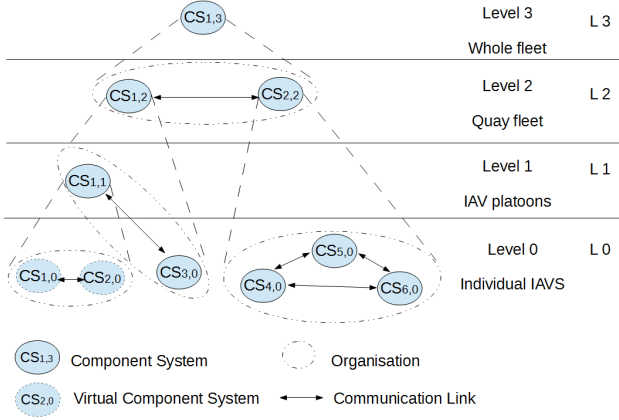 CS1,3
Level 3
L 3
Whole fleet
CS1,2
CS2,2
Level 2
L 2
Quay fleet
CS1,1
Level 1
L 1
IAV platoons
CS1,0
CS2,0
CS3,0
CS4,0
CS5,0
CS6,0
Level 0
L 0
Individual IAVS
CS1,3
Component System
Organisation
CS2,0
Virtual Component System
Communication Link